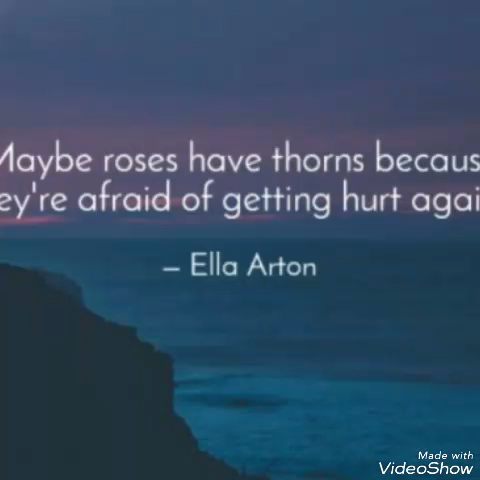 Maybe roses have thorns becaus
ey're afraid of getting hurt agai
– Ella Arton
Made with
VideoShow